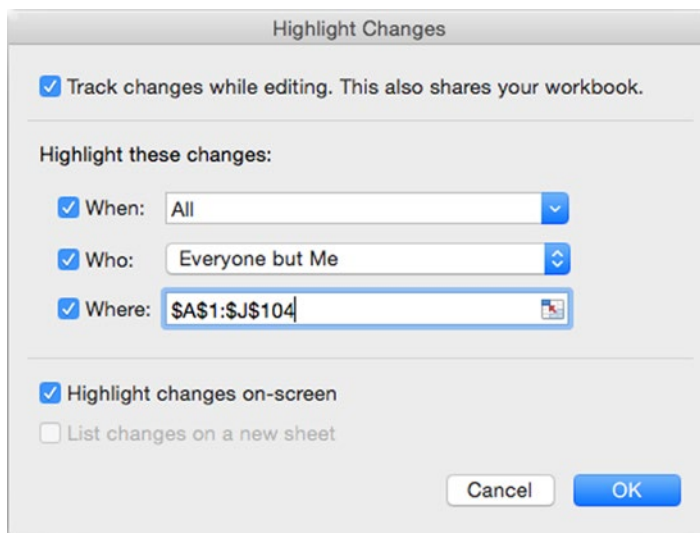 Highlight Changes
Track changes while editing. This also shares your workbook.
Highlight these changes:
When: All
Who: Everyone but Me
Where: $A$1:$J$104
Highlight changes on-screen
List changes on a new sheet
Cancel OK